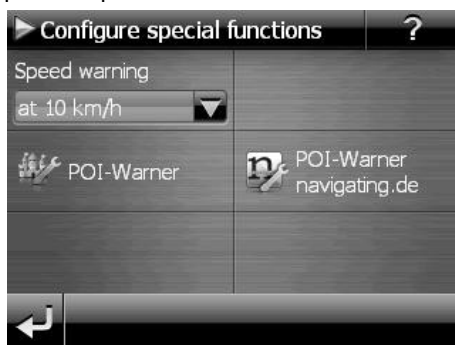 Configure special functions
?
Speed warning
at 10 km/h
POI-Warner
n
POI-Warner
navigating.de